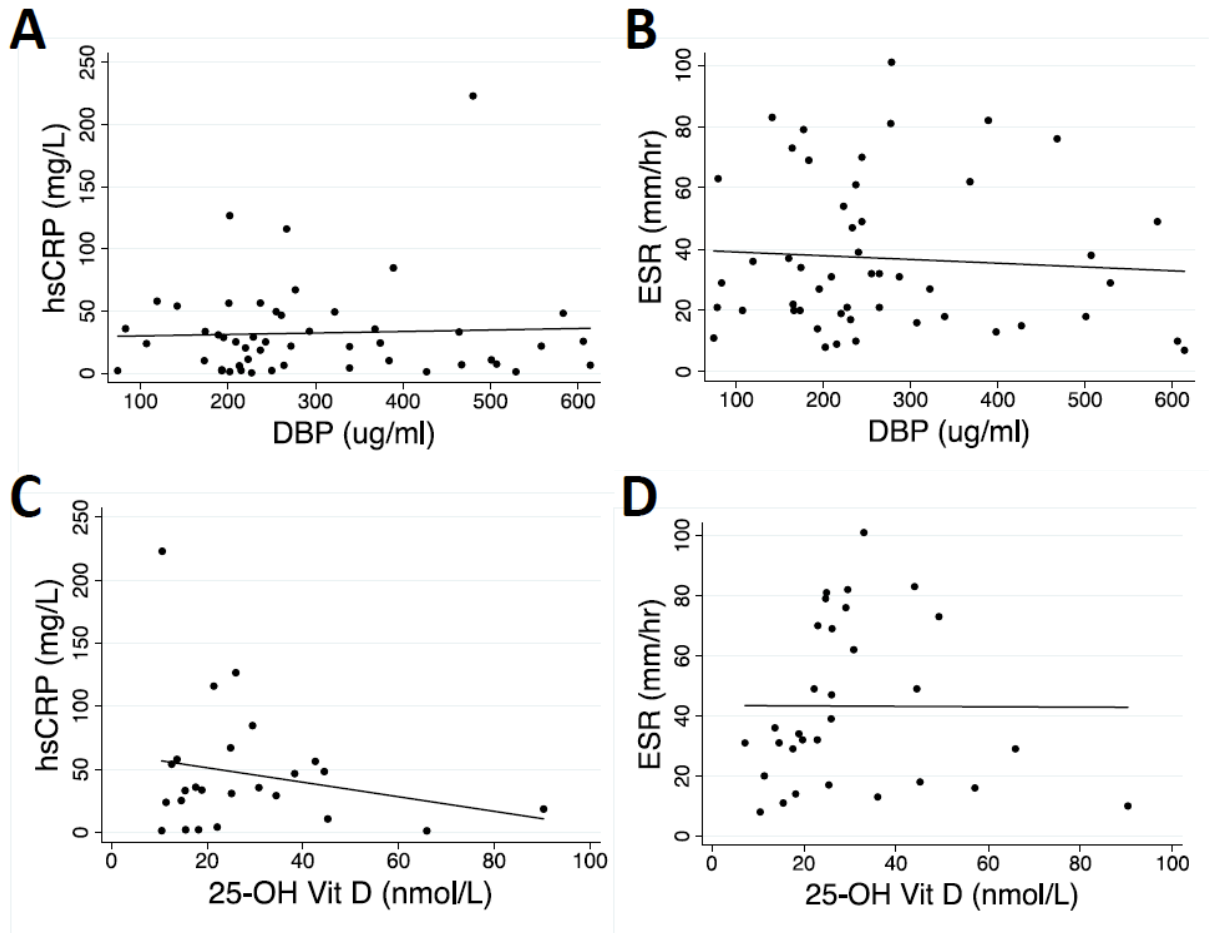 A
hsCRP (mg/L)
250
200
150
100
50
0
100 200 300 400 500 600
DBP (ug/ml)
B
ESR (mm/hr)
100
80
60
40
20
0
100 200 300 400 500 600
DBP (ug/ml)
C
hsCRP (mg/L)
250
200
150
100
50
0
0 20 40 60 80 100
25-OH Vit D (nmol/L)
D
ESR (mm/hr)
100
80
60
40
20
0
0 20 40 60 80 100
25-OH Vit D (nmol/L)